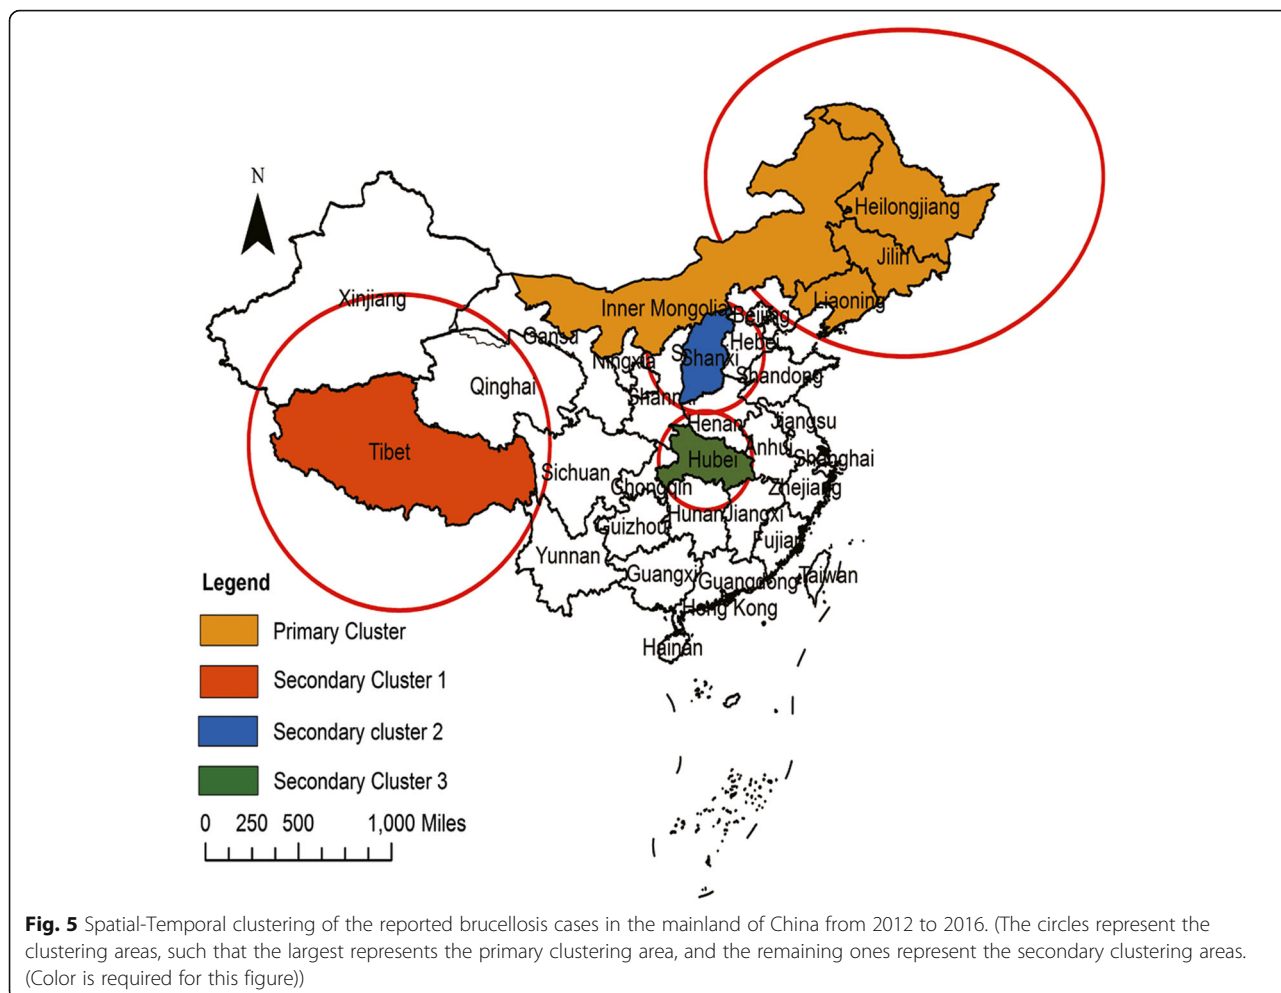 N
Heilongjiang
Jilin
Xinjiang
Inner Mongolia
Liaoning
Beijing
Gansu
Hebei
Ningxia
Shanxi
Qinghai
Shandong
Henan
Jiangsu
Tibet
Anhui
Hubei
Shanghai
Sichuan
Chongqin
Zhejiang
Hunan
Jiangxi
Guizhou
Fujian
Yunnan
Guangxi
Guangdong
Taiwan
Hong Kong
Hainan
Legend
Primary Cluster
Secondary Cluster 1
Secondary cluster 2
Secondary Cluster 3
0 250 500 1,000 Miles
Fig. 5 Spatial-Temporal clustering of the reported brucellosis cases in the mainland of China from 2012 to 2016. (The circles represent the
clustering areas, such that the largest represents the primary clustering area, and the remaining ones represent the secondary clustering areas.
(Color is required for this figure))